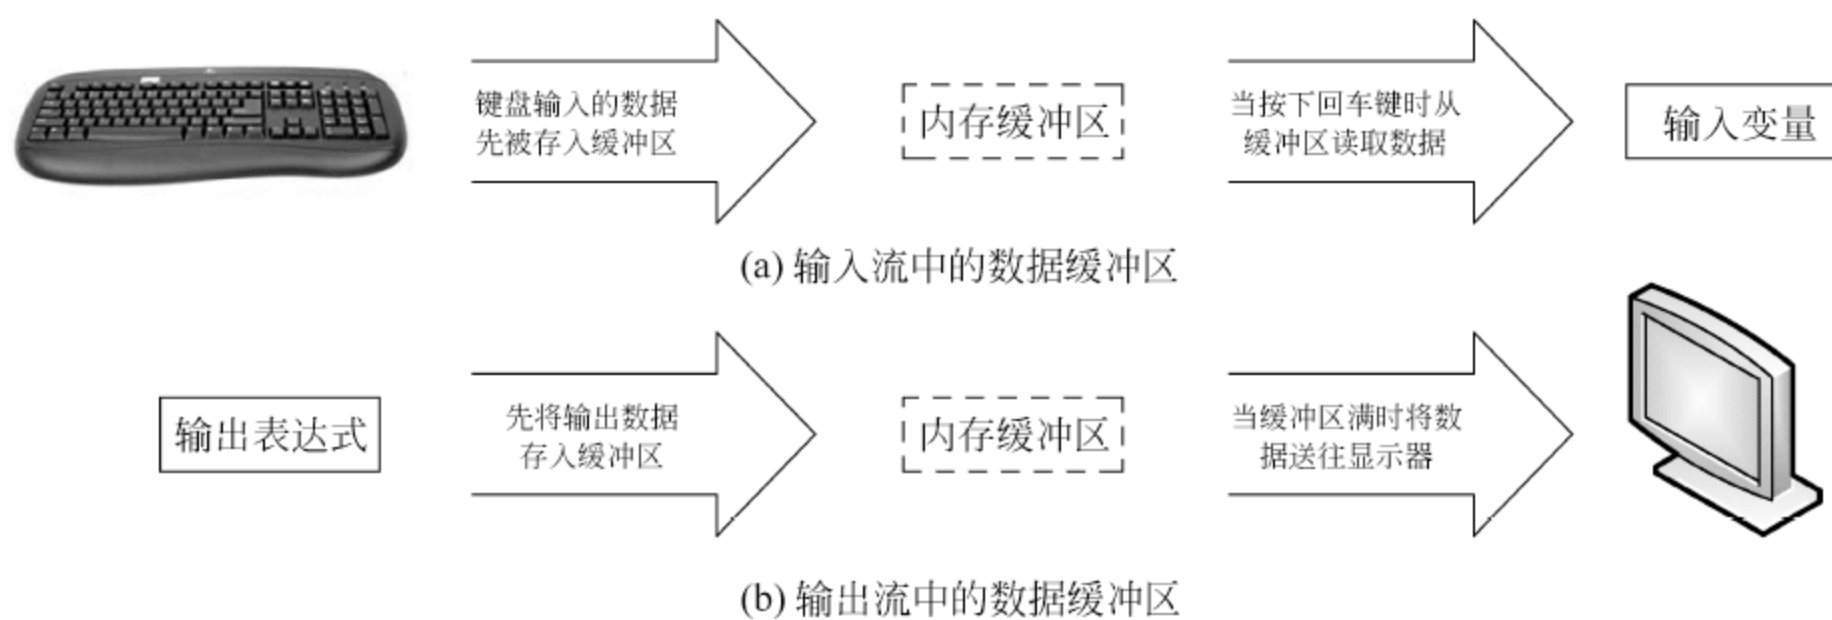 键盘输入的数据
先被存入缓冲区
内存缓冲区
当按下回车键时从
缓冲区读取数据
输入变量
(a) 输入流中的数据缓冲区
输出表达式
先将输出数据
存入缓冲区
内存缓冲区
当缓冲区满时将数
据送往显示器
(b) 输出流中的数据缓冲区